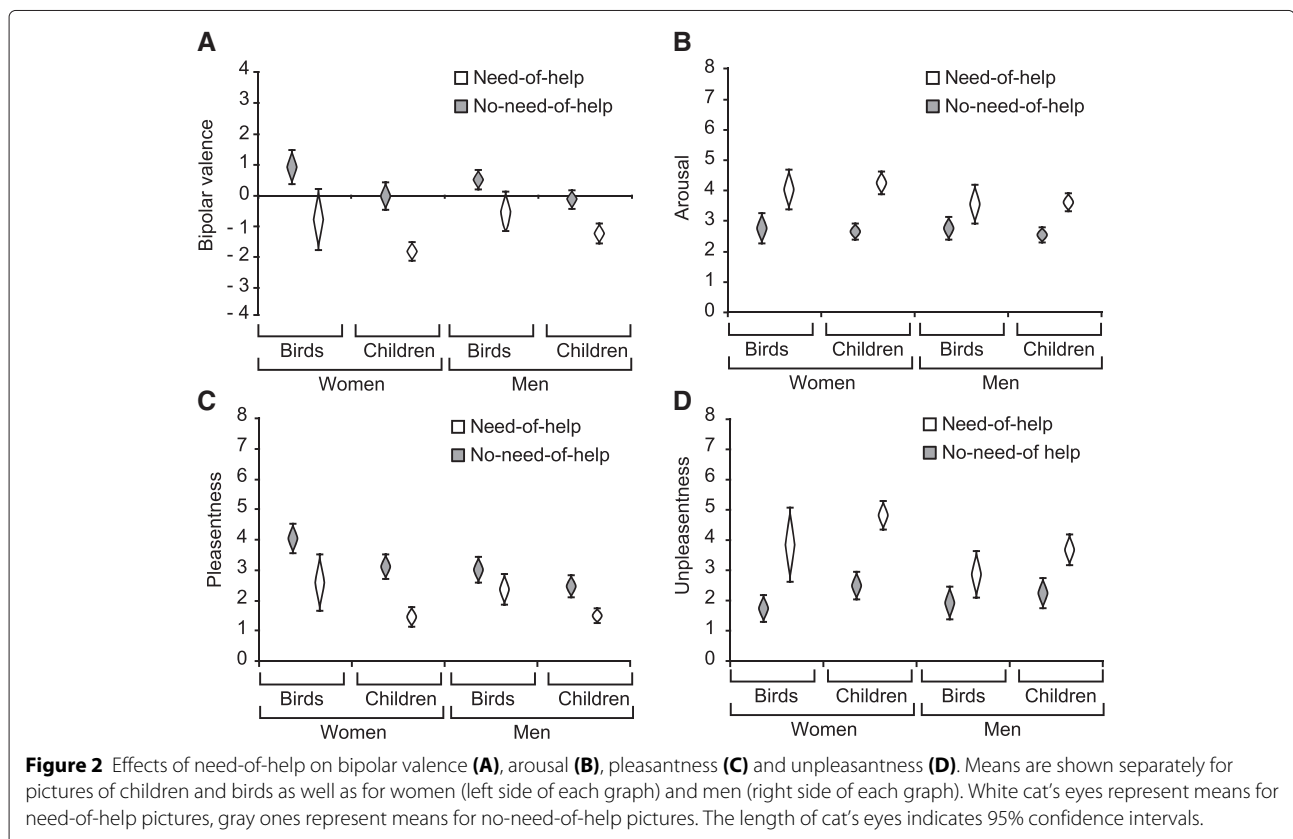 A
4
3
2
1
0
- 1
- 2
- 3
- 4
Bipolar valence
Need-of-help
No-need-of-help
Birds Children Birds Children
Women Men
B
8
7
6
5
4
3
2
1
0
Arousal
Need-of-help
No-need-of-help
Birds Children Birds Children
Women Men
C
8
7
6
5
4
3
2
1
0
Pleasentness
Need-of-help
No-need-of-help
Birds Children Birds Children
Women Men
D
8
7
6
5
4
3
2
1
0
Unpleasentness
Need-of-help
No-need-of help
Birds Children Birds Children
Women Men
Figure 2 Effects of need-of-help on bipolar valence (A), arousal (B), pleasantness (C) and unpleasantness (D). Means are shown separately for
pictures of children and birds as well as for women (left side of each graph) and men (right side of each graph). White cat’s eyes represent means for
need-of-help pictures, gray ones represent means for no-need-of-help pictures. The length of cat’s eyes indicates 95% confidence intervals.